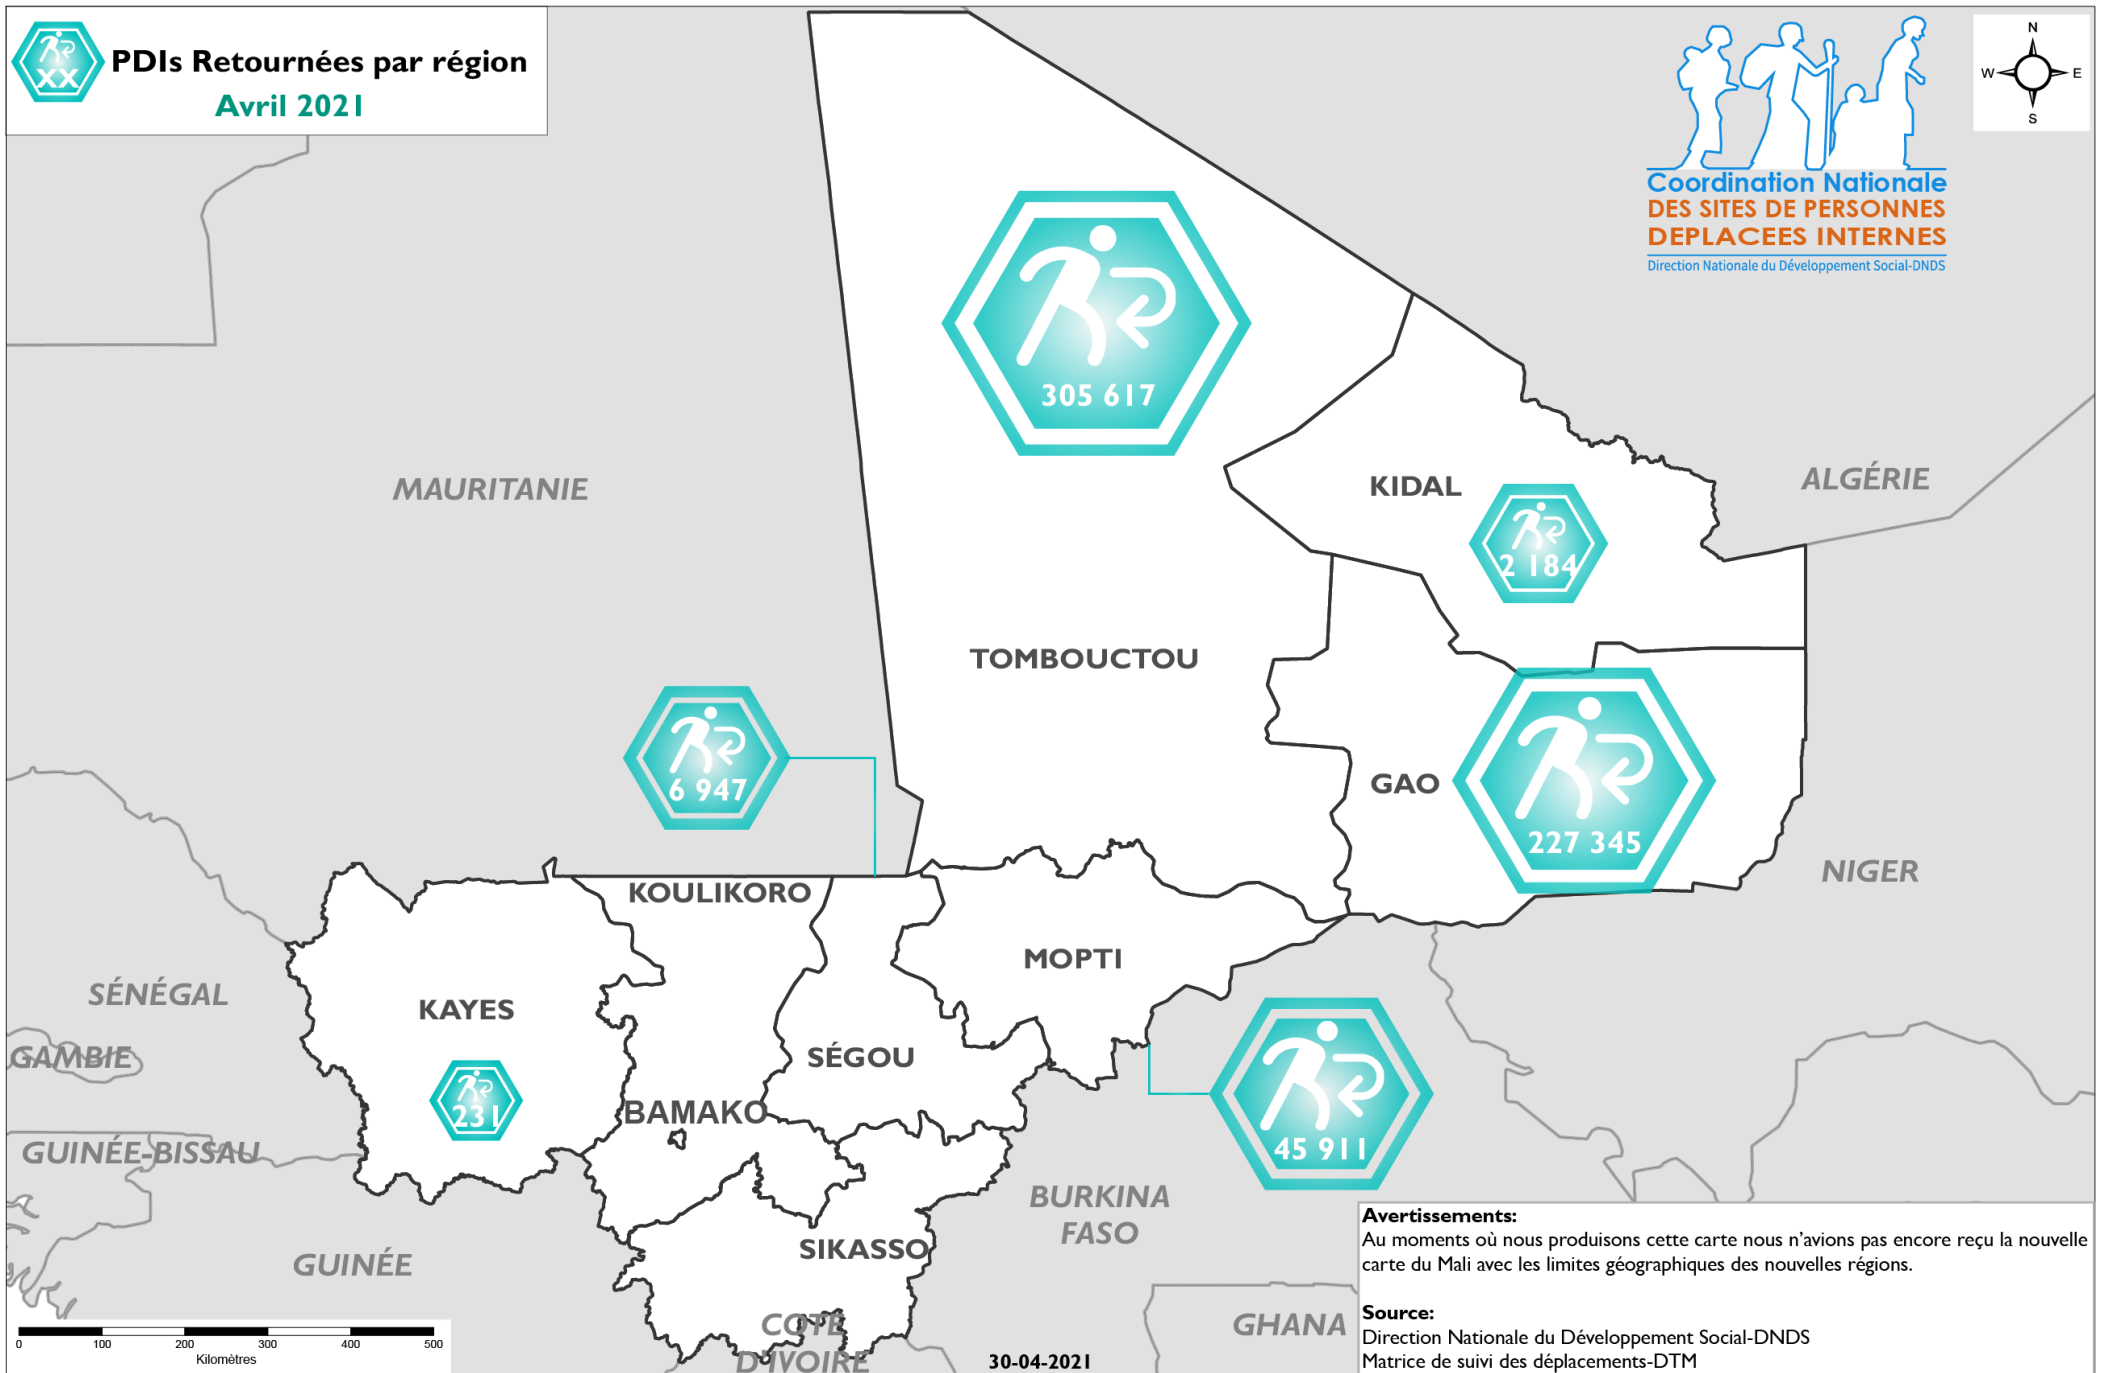 XX
PDIs Retournées par région
Avril 2021
Coordination Nationale
DES SITES DE PERSONNES
DEPLACEES INTERNES
Direction Nationale du Développement Social-DNDS
N
W
E
S
305 617
MAURITANIE
KIDAL
ALGÉRIE
2 184
TOMBOUCTOU
6 947
GAO
227 345
NIGER
KOULIKORO
MOPTI
SÉNÉGAL
KAYES
GAMBIE
SÉGOU
231
BAMAKO
45 911
GUINÉE-BISSAU
BURKINA
FASO
SIKASSO
GUINÉE
COTE
D'IVOIRE
GHANA
Avertissements:
Au moments où nous produisons cette carte nous n'avions pas encore reçu la nouvelle
carte du Mali avec les limites géographiques des nouvelles régions.
Source:
Direction Nationale du Développement Social-DNDS
Matrice de suivi des déplacements-DTM
0 100 200 300 400 500
Kilomètres
30-04-2021